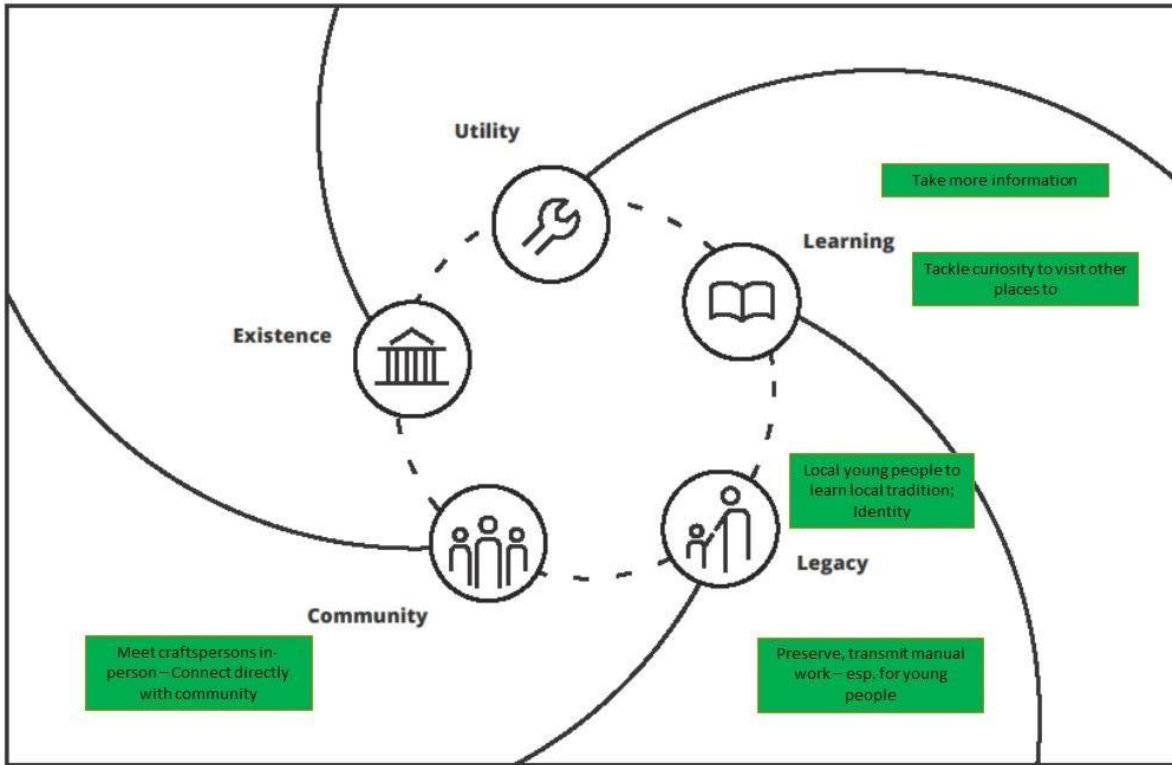 Utility
Take more information
Learning
Tackle curiosity to visit other
places to
Existence
Local young people to
learn local tradition;
Identity
Legacy
Community
Meet craftspersons in-
person – Connect directly
with community
Preserve, transmit manual
work – esp. for young
people